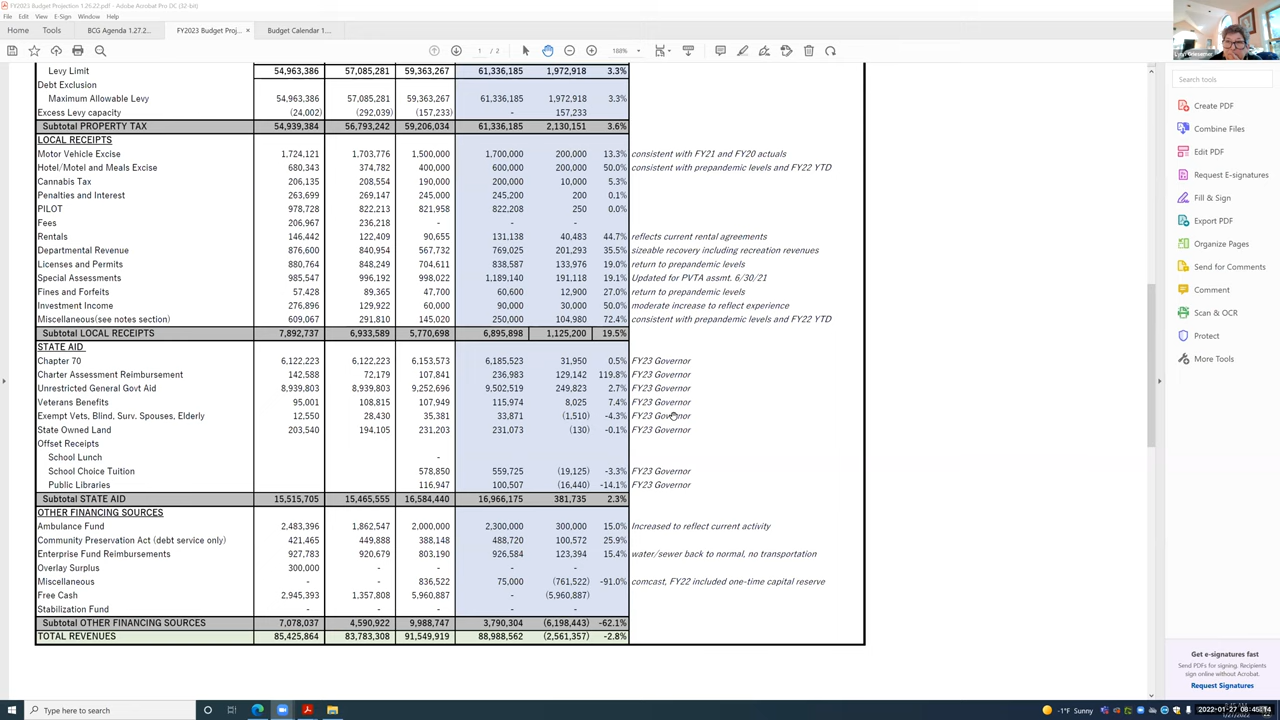 FY2023 Budget Projection 1.26.22.pdf - Adobe Acrobat Pro DC (32-bit)
File Edit View E-Sign Window Help
Home Tools BCG Agenda 1.27.2... FY2023 Budget Proj... × Budget Calendar 1....
1 / 2 188%
Search tools
Create PDF
Combine Files
Edit PDF
Request E-signatures
Fill & Sign
Export PDF
Organize Pages
Send for Comments
Comment
Scan & OCR
Protect
More Tools
Levy Limit 54,963,386 57,085,281 59,363,267 61,336,185 1,972,918 3.3%
Debt Exclusion
Maximum Allowable Levy 54,963,386 57,085,281 59,363,267 61,336,185 1,972,918 3.3%
Excess Levy capacity (24,002) (292,039) (157,233) - 157,233
Subtotal PROPERTY TAX 54,939,384 56,793,242 59,206,034 61,336,185 2,130,151 3.6%
LOCAL RECEIPTS
Motor Vehicle Excise 1,724,121 1,703,776 1,500,000 1,700,000 200,000 13.3% consistent with FY21 and FY20 actuals
Hotel/Motel and Meals Excise 680,343 374,782 400,000 600,000 200,000 50.0% consistent with prepandemic levels and FY22 YTD
Cannabis Tax 206,135 208,554 190,000 200,000 10,000 5.3%
Penalties and Interest 263,699 269,147 245,000 245,200 200 0.1%
PILOT 978,728 822,213 821,958 822,208 250 0.0%
Fees 206,967 236,218 - - -
Rentals 146,442 122,409 90,655 131,138 40,483 44.7% reflects current rental agreements
Departmental Revenue 876,600 840,954 567,732 769,025 201,293 35.5% sizeable recovery including recreation revenues
Licenses and Permits 880,764 848,249 704,611 838,587 133,976 19.0% return to prepandemic levels
Special Assessments 985,547 996,192 998,022 1,189,140 191,118 19.1% Updated for PVTA assmt. 6/30/21
Fines and Forfeits 57,428 89,365 47,700 60,600 12,900 27.0% return to prepandemic levels
Investment Income 276,896 129,922 60,000 90,000 30,000 50.0% moderate increase to reflect experience
Miscellaneous(see notes section) 609,067 291,810 145,020 250,000 104,980 72.4% consistent with prepandemic levels and FY22 YTD
Subtotal LOCAL RECEIPTS 7,892,737 6,933,589 5,770,698 6,895,898 1,125,200 19.5%
STATE AID
Chapter 70 6,122,223 6,122,223 6,153,573 6,185,523 31,950 0.5% FY23 Governor
Charter Assessment Reimbursement 142,588 72,179 107,841 236,983 129,142 119.8% FY23 Governor
Unrestricted General Govt Aid 8,939,803 8,939,803 9,252,696 9,502,519 249,823 2.7% FY23 Governor
Veterans Benefits 95,001 108,815 107,949 115,974 8,025 7.4% FY23 Governor
Exempt Vets, Blind, Surv. Spouses, Elderly 12,550 28,430 35,381 33,871 (1,510) -4.3% FY23 Governor
State Owned Land 203,540 194,105 231,203 231,073 (130) -0.1% FY23 Governor
Offset Receipts
School Lunch -
School Choice Tuition 578,850 559,725 (19,125) -3.3% FY23 Governor
Public Libraries 116,947 100,507 (16,440) -14.1% FY23 Governor
Subtotal STATE AID 15,515,705 15,465,555 16,584,440 16,966,175 381,735 2.3%
OTHER FINANCING SOURCES
Ambulance Fund 2,483,396 1,862,547 2,000,000 2,300,000 300,000 15.0% Increased to reflect current activity
Community Preservation Act (debt service only) 421,465 449,888 388,148 488,720 100,572 25.9%
Enterprise Fund Reimbursements 927,783 920,679 803,190 926,584 123,394 15.4% water/sewer back to normal, no transportation
Overlay Surplus 300,000 - - - -
Miscellaneous - - 836,522 75,000 (761,522) -91.0% comcast, FY22 included one-time capital reserve
Free Cash 2,945,393 1,357,808 5,960,887 - (5,960,887)
Stabilization Fund - - - - -
Subtotal OTHER FINANCING SOURCES 7,078,037 4,590,922 9,988,747 3,790,304 (6,198,443) -62.1%
TOTAL REVENUES 85,425,864 83,783,308 91,549,919 88,988,562 (2,561,357) -2.8%
Get e-signatures fast
Send PDFs for signing. Recipients
sign online without Acrobat.
Request Signatures
Type here to search
-1°F Sunny
2022-01-27 08:45:14
1/27/2022